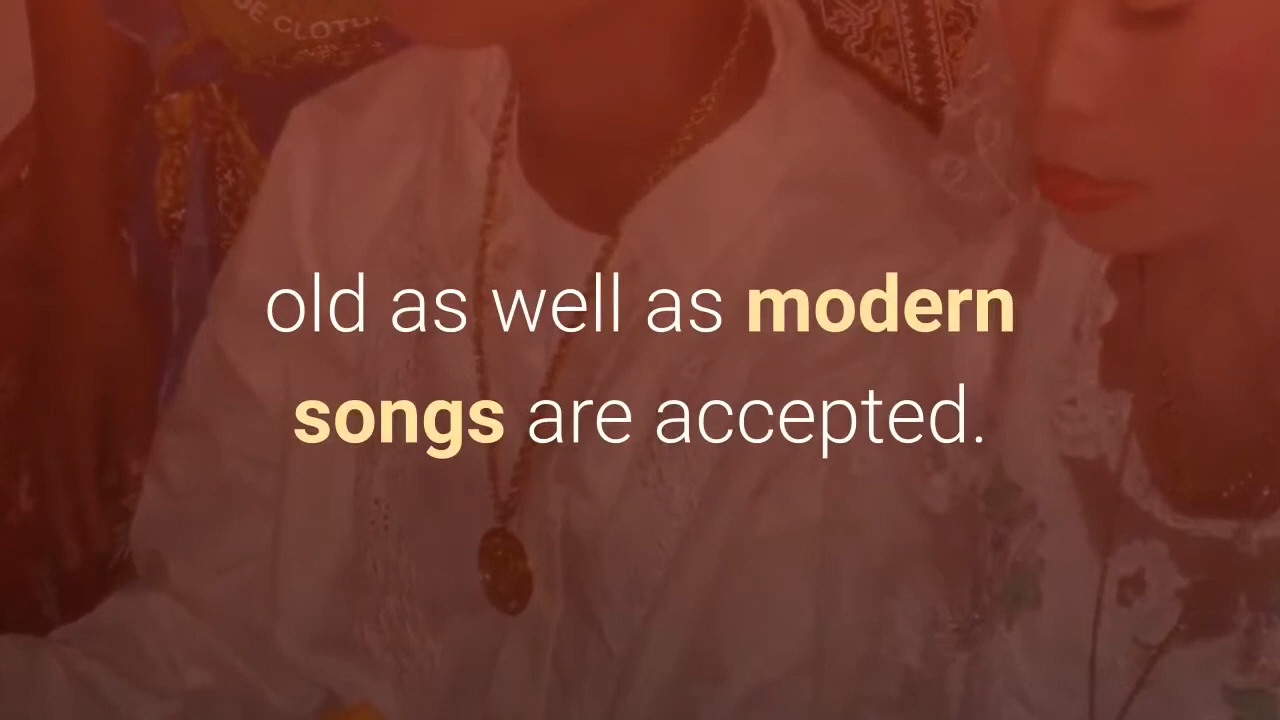 old as well as modern
songs are accepted.